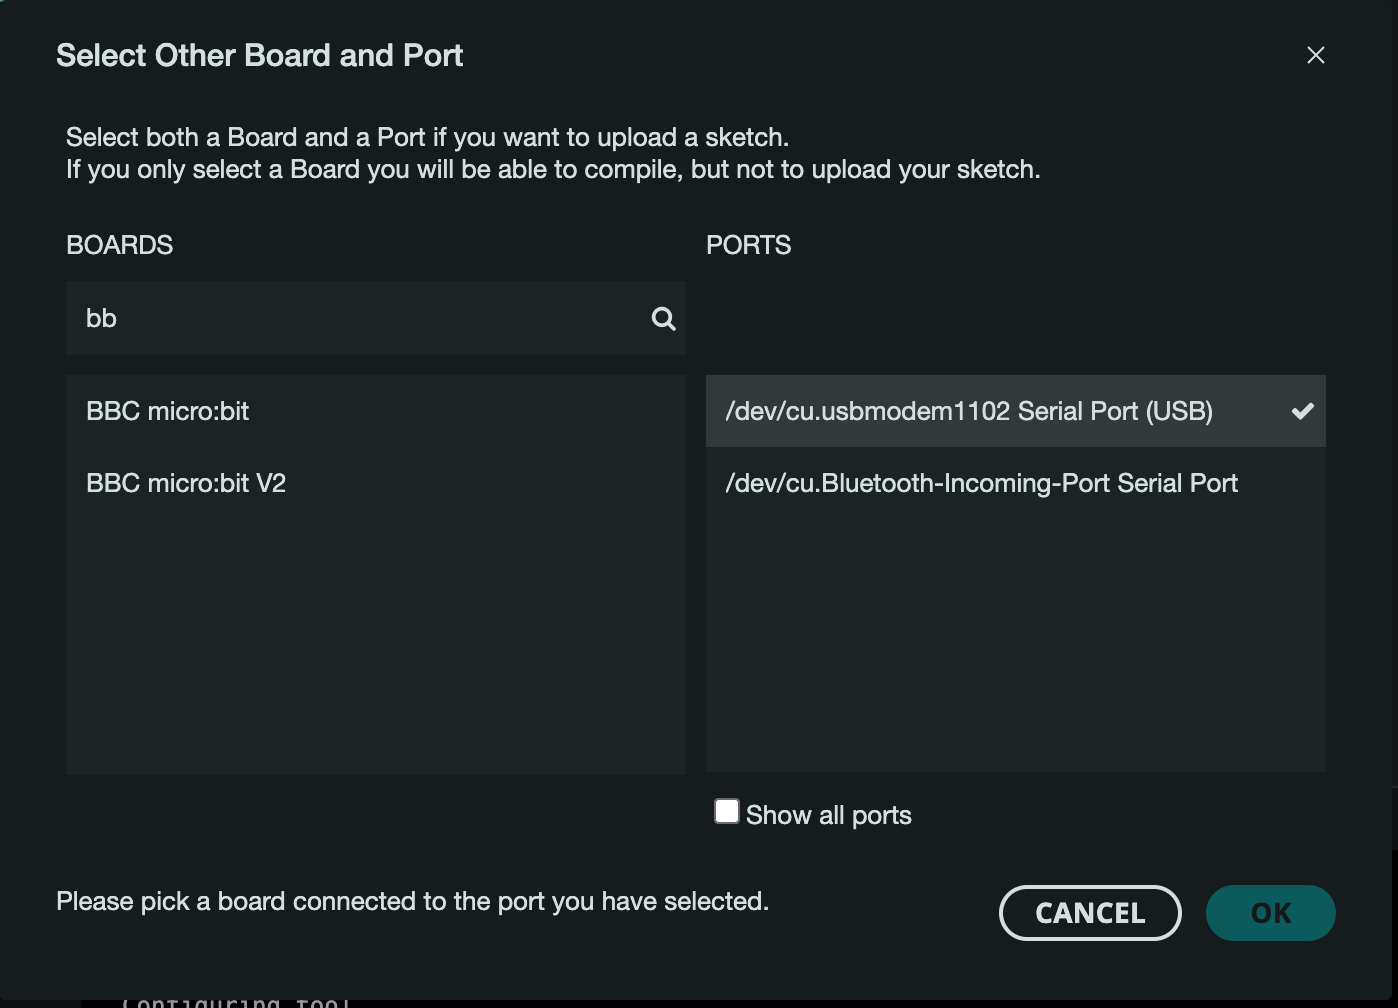 Select Other Board and Port
Select both a Board and a Port if you want to upload a sketch.
If you only select a Board you will be able to compile, but not to upload your sketch.
BOARDS
bb
BBC micro:bit
BBC micro:bit V2
PORTS
/dev/cu.usbmodem1102 Serial Port (USB)
/dev/cu.Bluetooth-Incoming-Port Serial Port
Show all ports
Please pick a board connected to the port you have selected.
CANCEL
OK
Configuring tool